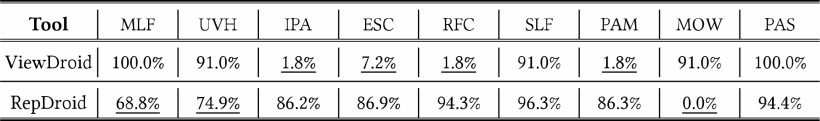 Tool MLF UVH IPA ESC RFC SLF PAM MOW PAS
ViewDroid 100.0% 91.0% 1.8% 7.2% 1.8% 91.0% 1.8% 91.0% 100.0%
RepDroid 68.8% 74.9% 86.2% 86.9% 94.3% 96.3% 86.3% 0.0% 94.4%